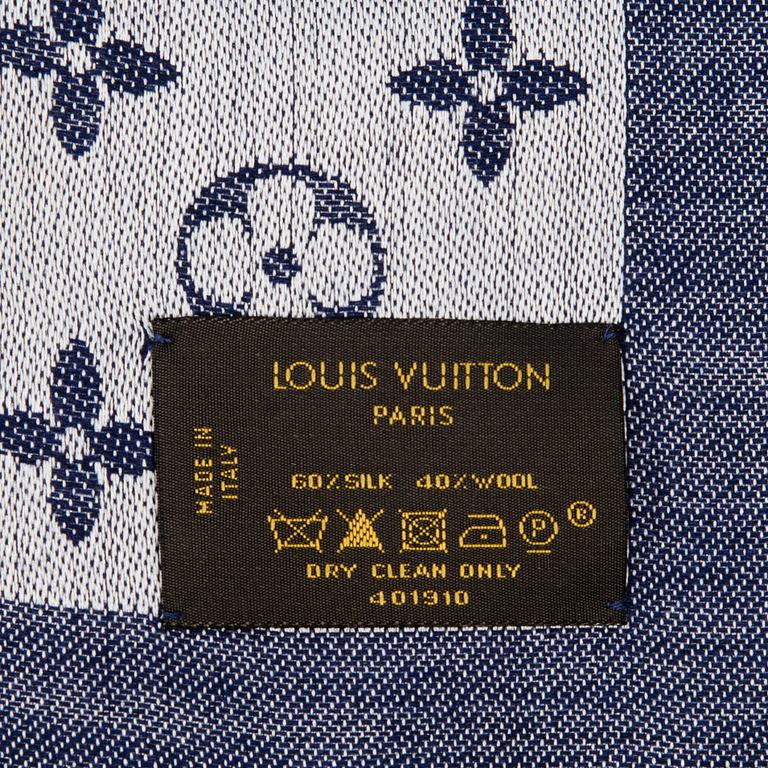 LOUIS VUITTON
PARIS
MADE IN
ITALY
60%SILK 40%WOOL
P ®
DRY CLEAN ONLY
401910